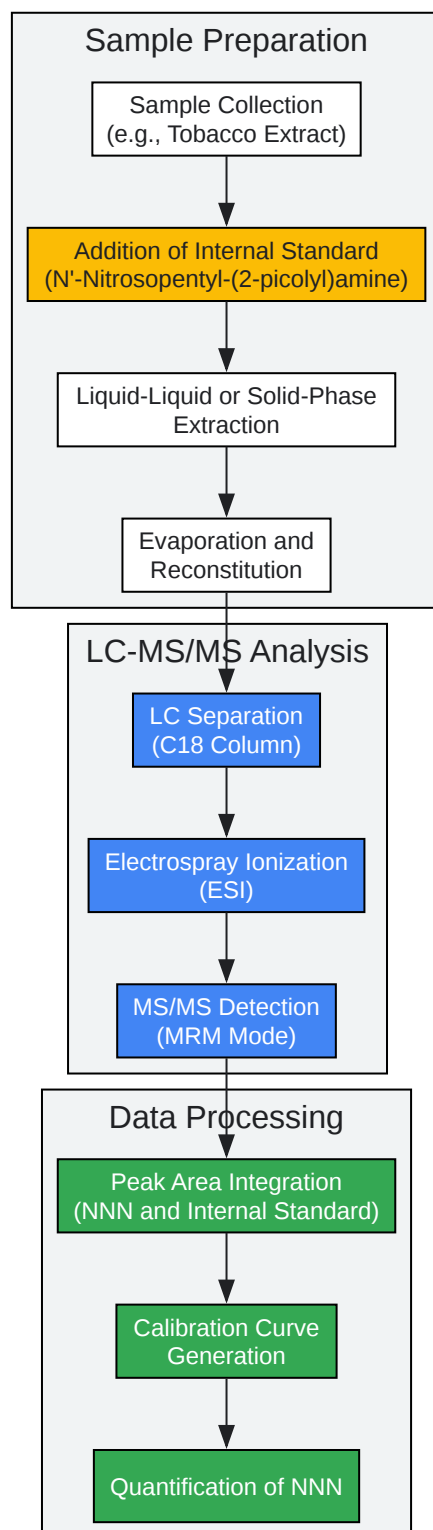 Sample Preparation
Sample Collection
(e.g., Tobacco Extract)
Addition of Internal Standard
(N'-Nitrosopentyl-(2-picolyl)amine)
Liquid-Liquid or Solid-Phase
Extraction
Evaporation and
Reconstitution
LC-MS/MS Analysis
LC Separation
(C18 Column)
Electrospray Ionization
(ESI)
MS/MS Detection
(MRM Mode)
Data Processing
Peak Area Integration
(NNN and Internal Standard)
Calibration Curve
Generation
Quantification of NNN